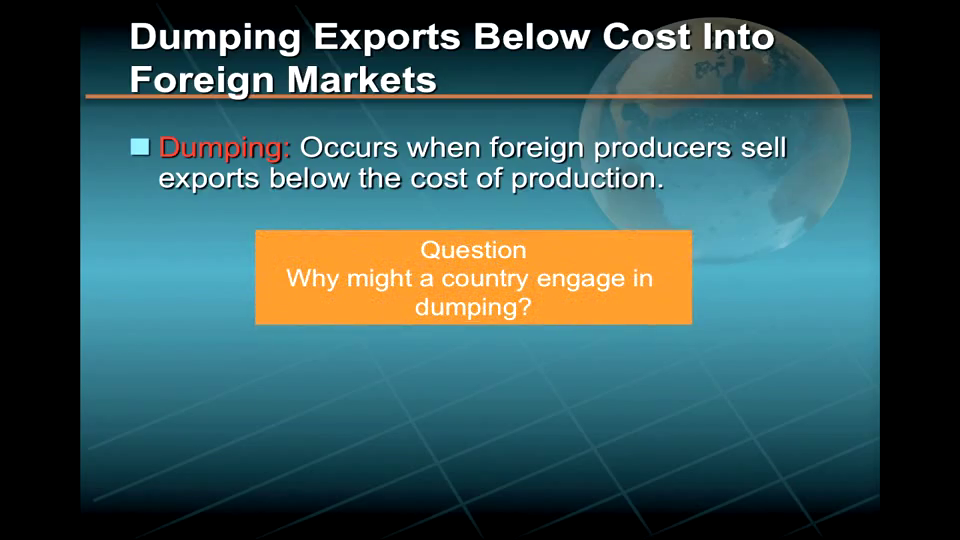 Dumping Exports Below Cost Into
Foreign Markets
Dumping: Occurs when foreign producers sell
exports below the cost of production.
Question
Why might a country engage in
dumping?